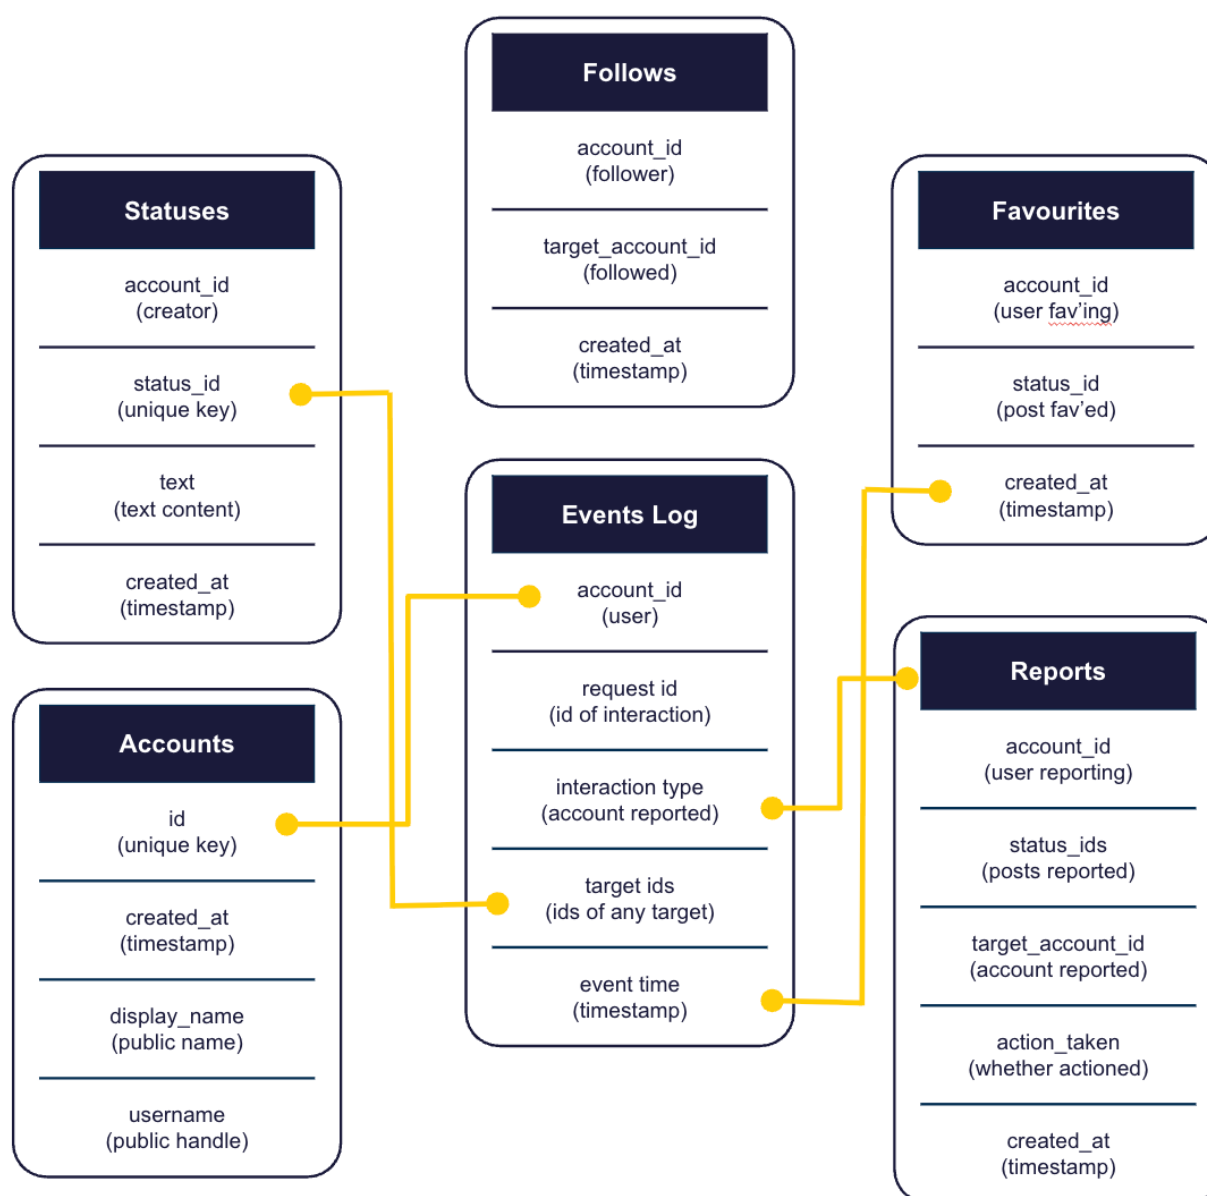 Follows
account_id
(follower)
target_account_id
(followed)
created_at
(timestamp)
Statuses
account_id
(creator)
status_id
(unique key)
text
(text content)
created_at
(timestamp)
Favourites
account_id
(user fav’ing)
status_id
(post fav’ed)
created_at
(timestamp)
Events Log
account_id
(user)
request id
(id of interaction)
interaction type
(account reported)
target ids
(ids of any target)
event time
(timestamp)
Accounts
id
(unique key)
created_at
(timestamp)
display_name
(public name)
username
(public handle)
Reports
account_id
(user reporting)
status_ids
(posts reported)
target_account_id
(account reported)
action_taken
(whether actioned)
created_at
(timestamp)